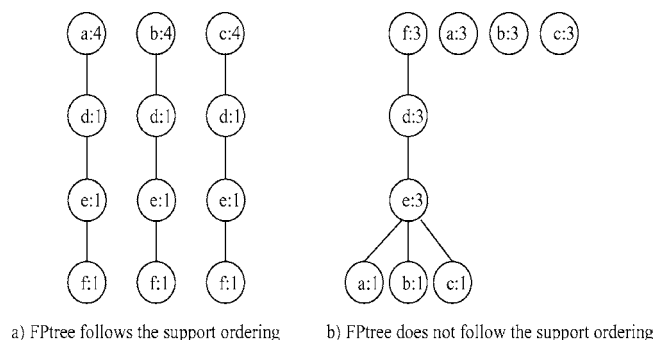 a:4 b:4 c:4 f:3 a:3 b:3 c:3
d:1 d:1 d:1 d:3
e:1 e:1 e:1 e:3
f:1 f:1 f:1 a:1 b:1 c:1
a) FPtree follows the support ordering
b) FPtree does not follow the support ordering